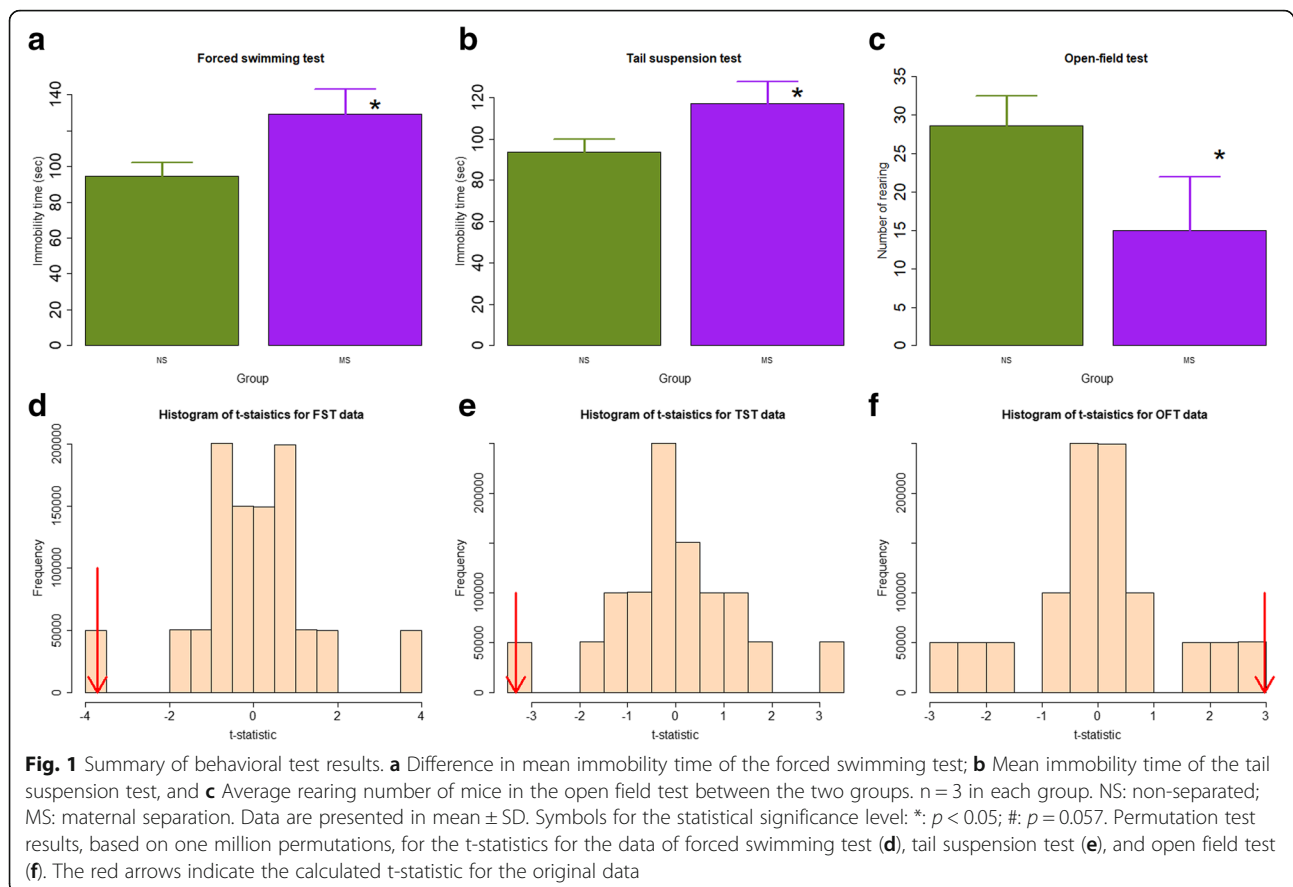 a
Forced swimming test
Immobility time (sec)
0 20 40 60 80 100 120 140
NS MS
Group
b
Tail suspension test
Immobility time (sec)
0 20 40 60 80 100 120
*
NS MS
Group
c
Open-field test
Number of rearing
0 5 10 15 20 25 30 35
*
NS MS
Group
d
Histogram of t-staistics for FST data
Frequency
0 50000 100000 150000 200000
-4 -2 0 2 4
t-statistic
e
Histogram of t-staistics for TST data
Frequency
0 50000 100000 200000
-3 -2 -1 0 1 2 3
t-statistic
f
Histogram of t-staistics for OFT data
Frequency
0 50000 100000 200000
-3 -2 -1 0 1 2 3
t-statistic
Fig. 1 Summary of behavioral test results. a Difference in mean immobility time of the forced swimming test; b Mean immobility time of the tail
suspension test, and c Average rearing number of mice in the open field test between the two groups. n = 3 in each group. NS: non-separated;
MS: maternal separation. Data are presented in mean ± SD. Symbols for the statistical significance level: *: p < 0.05; #: p = 0.057. Permutation test
results, based on one million permutations, for the t-statistics for the data of forced swimming test (d), tail suspension test (e), and open field test
(f). The red arrows indicate the calculated t-statistic for the original data